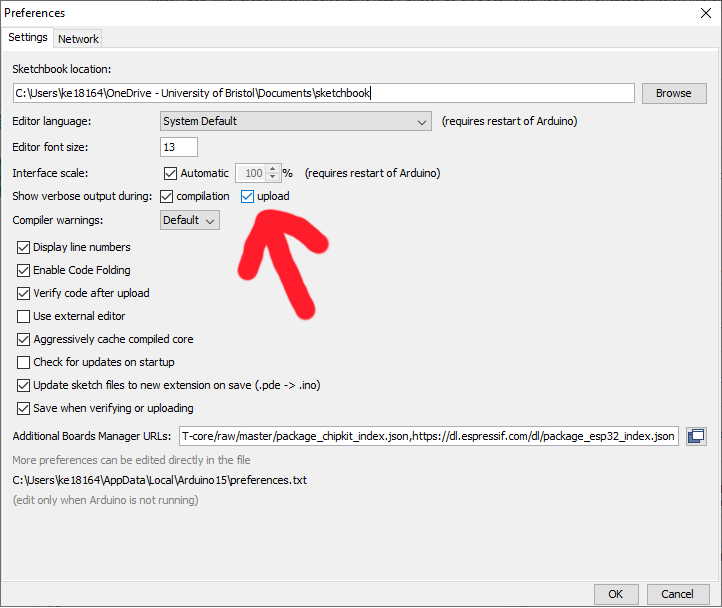 Preferences
Settings Network
Sketchbook location:
C:\Users\ke18164\OneDrive - University of Bristol\Documents\sketchbook Browse
Editor language: System Default (requires restart of Arduino)
Editor font size: 13
Interface scale: Automatic 100 % (requires restart of Arduino)
Show verbose output during: compilation upload
Compiler warnings: Default
Display line numbers
Enable Code Folding
Verify code after upload
Use external editor
Aggressively cache compiled core
Check for updates on startup
Update sketch files to new extension on save (.pde -> .ino)
Save when verifying or uploading
Additional Boards Manager URLs: T-core/raw/master/package_chipkit_index.json,https://dl.espressif.com/dl/package_esp32_index.json
More preferences can be edited directly in the file
C:\Users\ke18164\AppData\Local\Arduino15\preferences.txt
(edit only when Arduino is not running)
OK Cancel